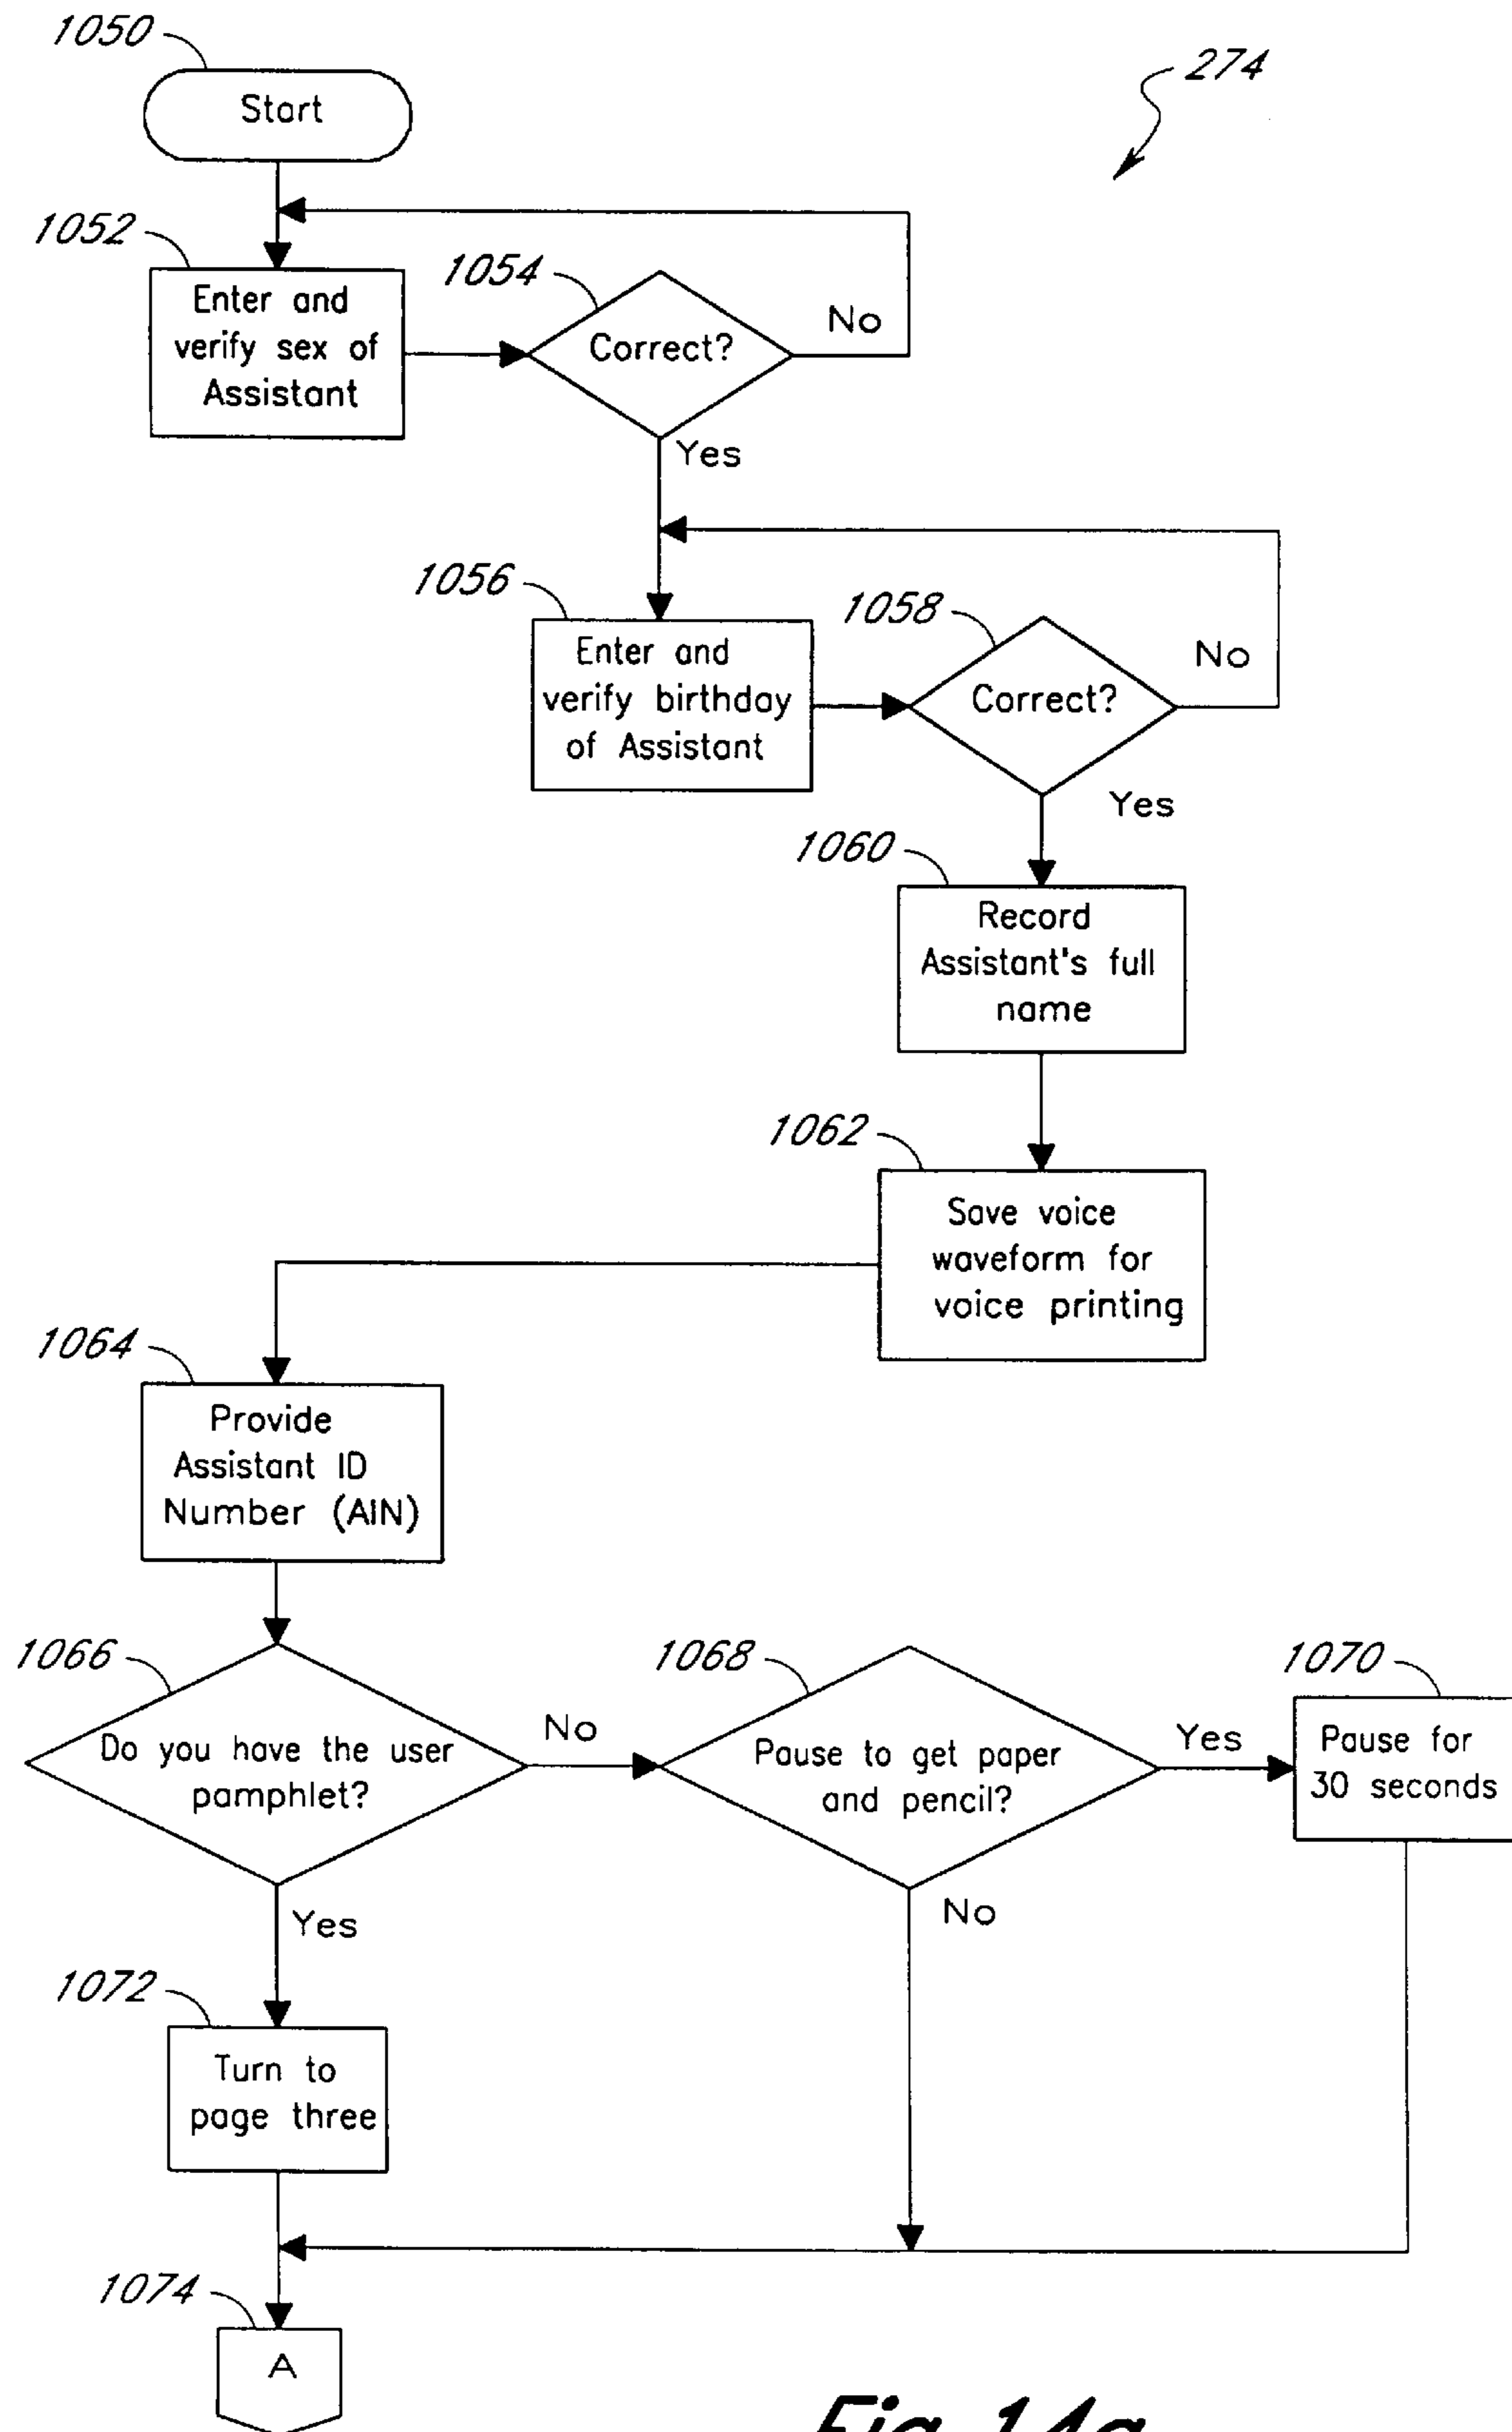 1050
Start
274
1052
Enter and
verify sex of
Assistant
1054
Correct?
No
Yes
1056
Enter and
verify birthday
of Assistant
1058
Correct?
No
Yes
1060
Record
Assistant's full
name
1062
Save voice
waveform for
voice printing
1064
Provide
Assistant ID
Number (AIN)
1066
Do you have the user
pamphlet?
No
1068
Pause to get paper
and pencil?
Yes
1070
Pause for
30 seconds
Yes
No
1072
Turn to
page three
1074
A
Fig. 14a